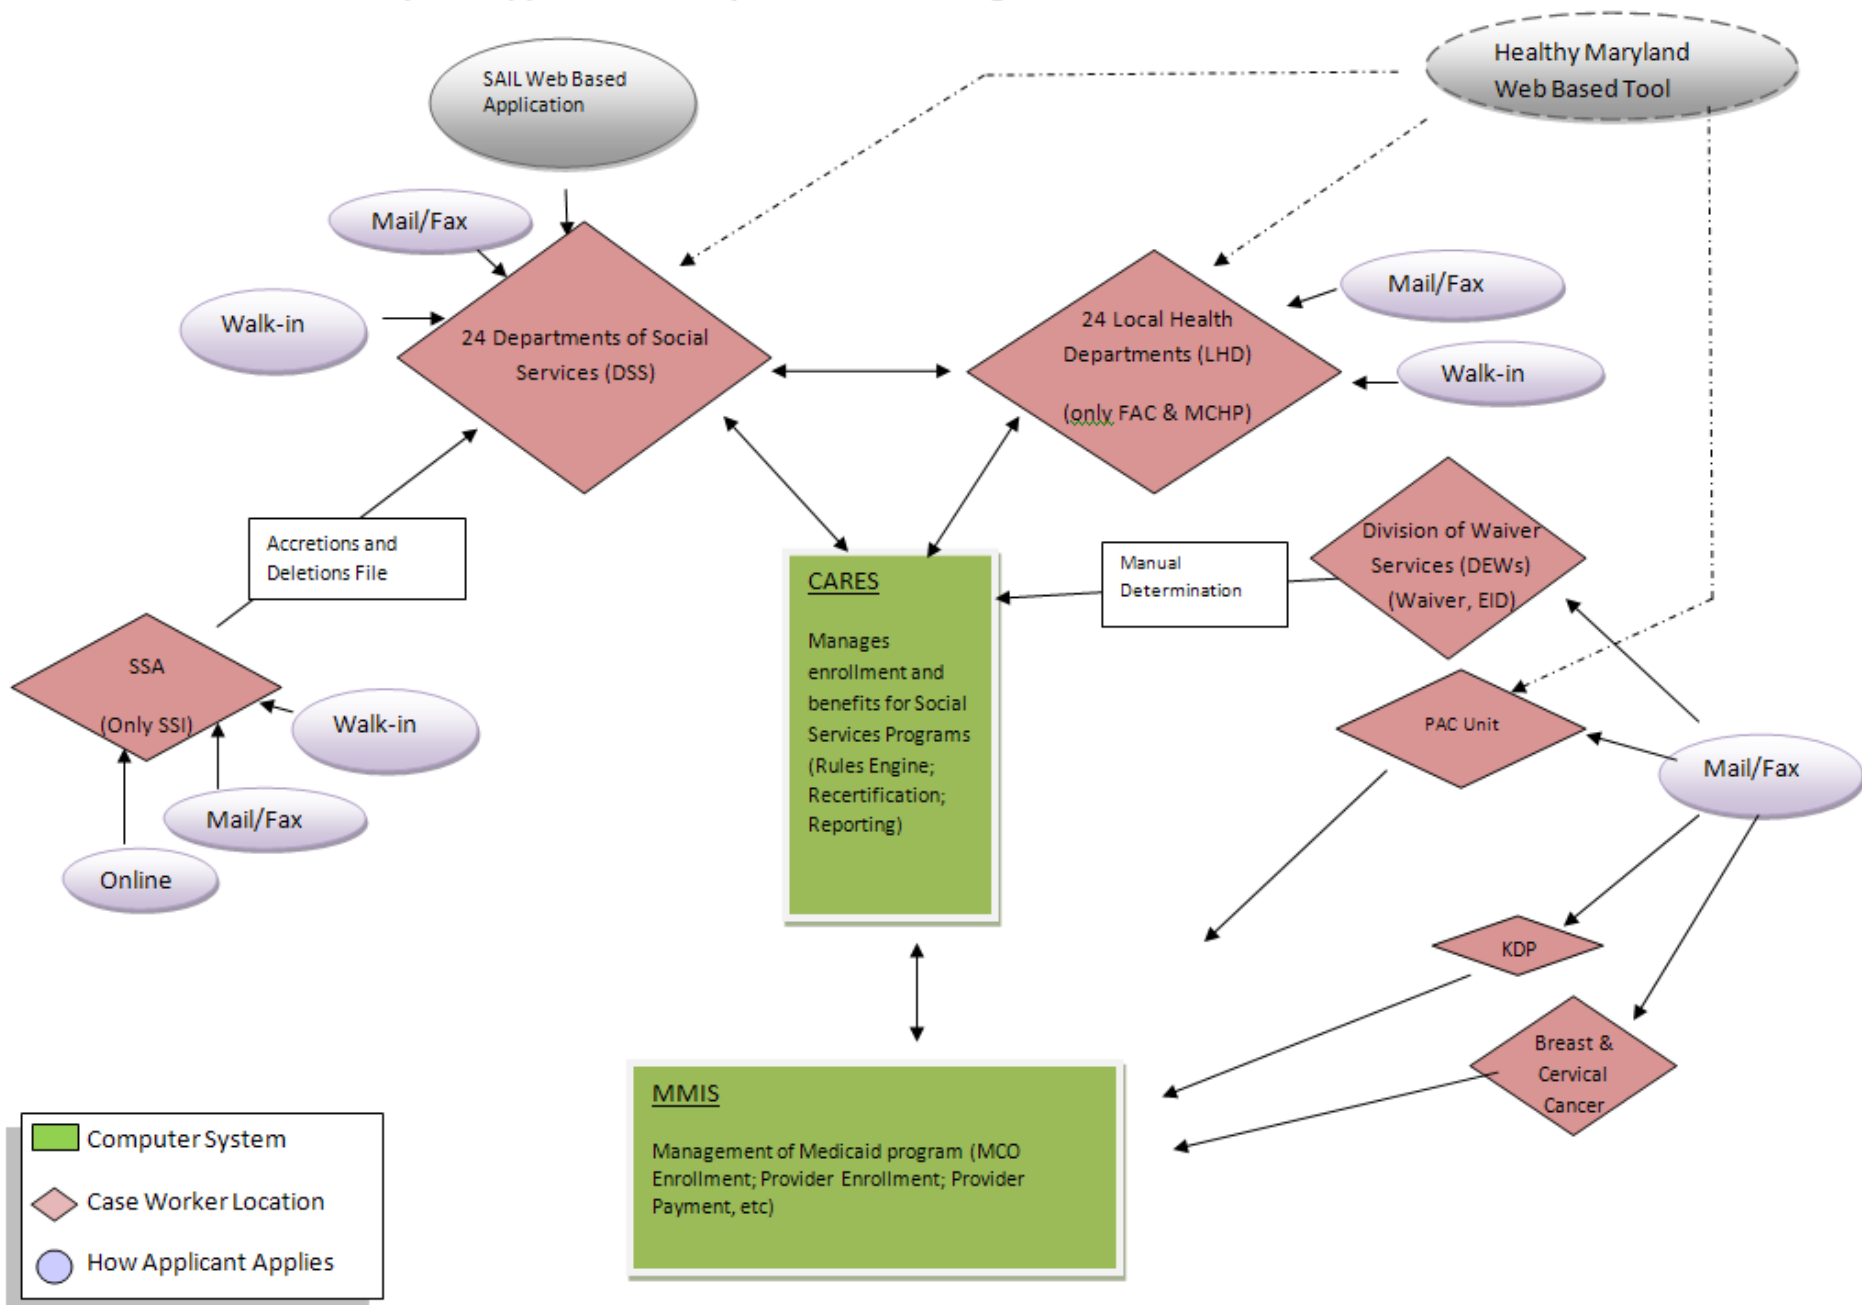 SAIL Web Based
Application
Healthy Maryland
Web Based Tool
Mail/Fax
Walk-in
24 Departments of Social
Services (DSS)
24 Local Health
Departments (LHD)
(only FAC & MCHP)
Mail/Fax
Walk-in
Accretions and
Deletions File
Division of Waiver
Services (DEWs)
(Waiver, EID)
Manual
Determination
CARES
Manages
enrollment and
benefits for Social
Services Programs
(Rules Engine;
Recertification;
Reporting)
SSA
(Only SSI)
Walk-in
Mail/Fax
Online
PAC Unit
Mail/Fax
KDP
Breast &
Cervical
Cancer
MMIS
Management of Medicaid program (MCO
Enrollment; Provider Enrollment; Provider
Payment, etc)
Computer System
Case Worker Location
How Applicant Applies